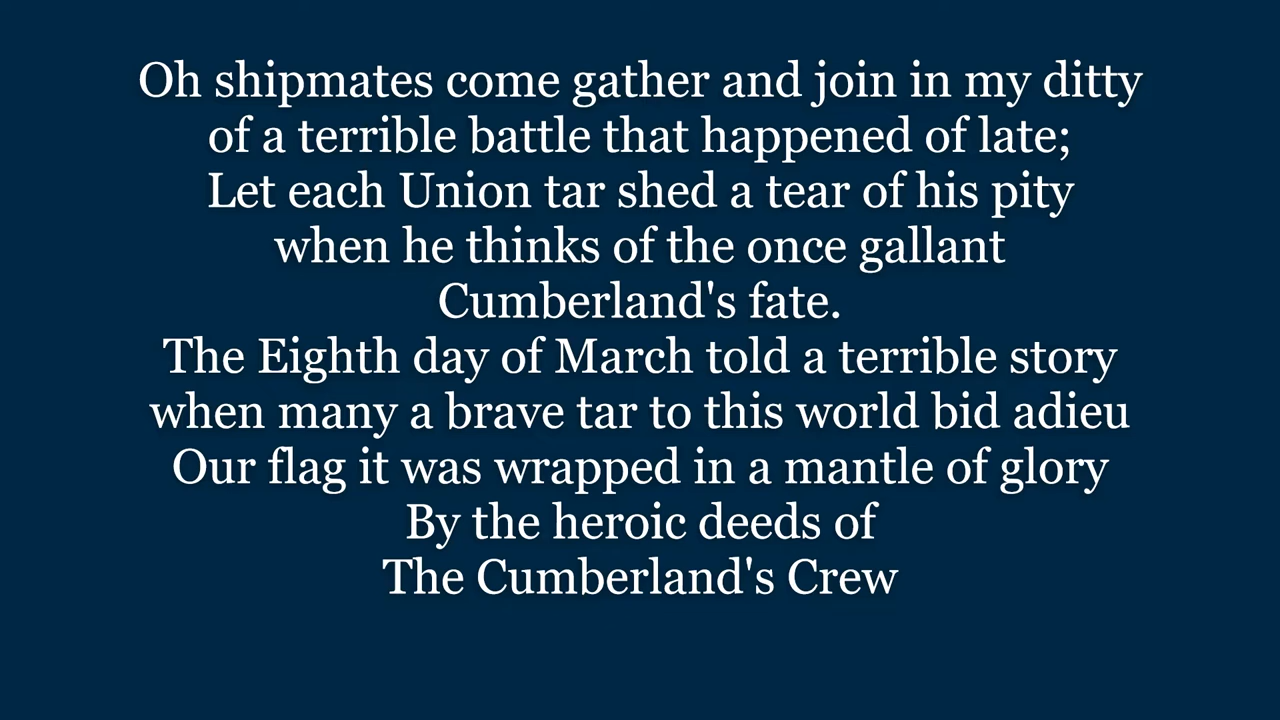 Oh shipmates come gather and join in my ditty
of a terrible battle that happened of late;
Let each Union tar shed a tear of his pity
when he thinks of the once gallant
Cumberland's fate.
The Eighth day of March told a terrible story
when many a brave tar to this world bid adieu
Our flag it was wrapped in a mantle of glory
By the heroic deeds of
The Cumberland's Crew